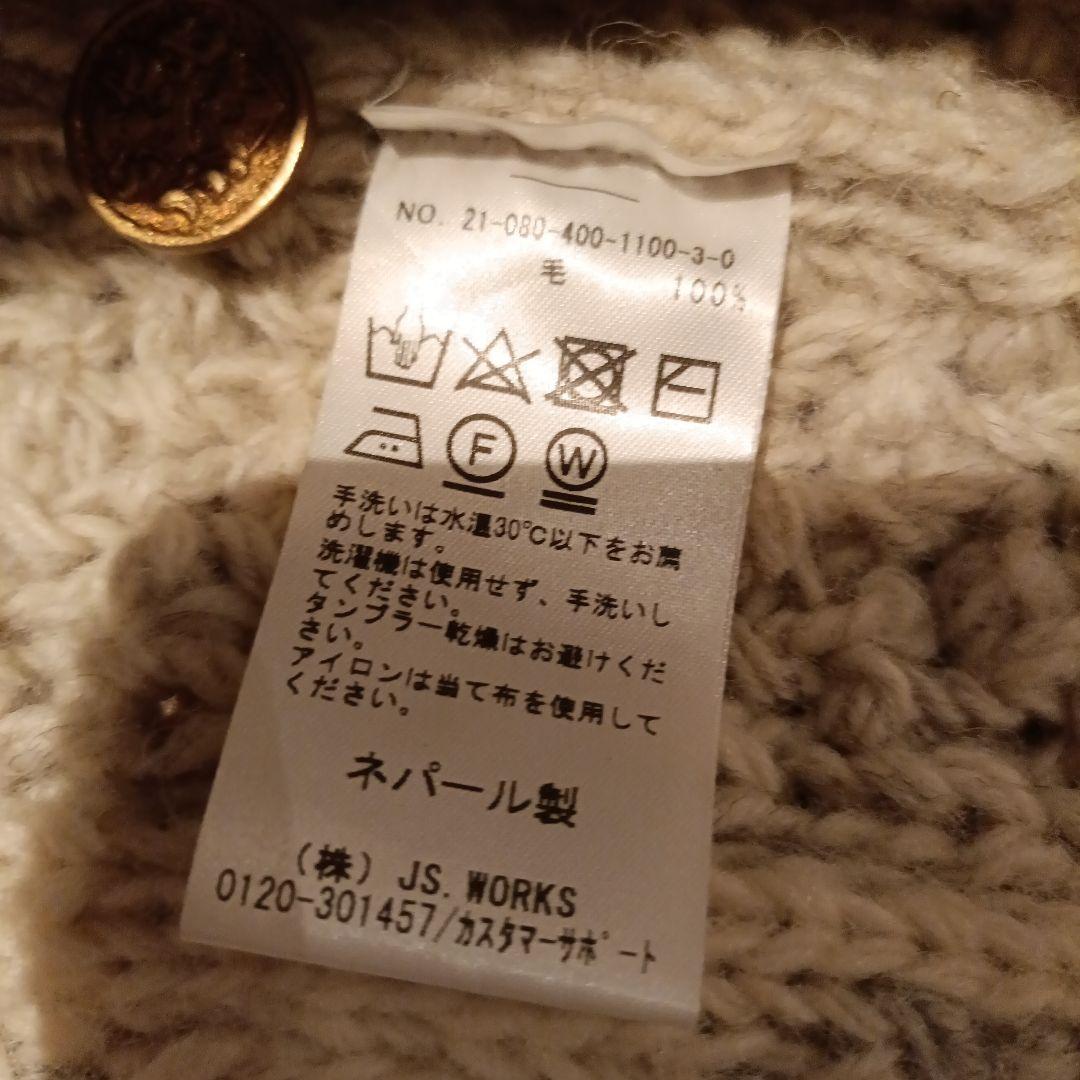 NO. 21-080-400-1100-3-0
毛 100%
F W
手洗いは水温30℃以下をお薦
めします。
洗濯機は使用せず、手洗いし
てください。
タンブラー乾燥はお避けくだ
さい。
アイロンは当て布を使用して
ください。
ネパール製
(株) JS. WORKS
0120-301457/カスタマーサポート